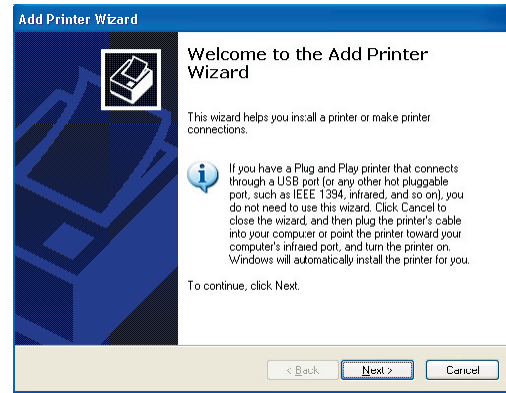 Add Printer Wizard
Welcome to the Add Printer
Wizard
This wizard helps you install a printer or make printer
connections.
If you have a Plug and Play printer that connects
through a USB port (or any other hot pluggable
port, such as IEEE 1394, infrared, and so on), you
do not need to use this wizard. Click Cancel to
close the wizard, and then plug the printer's cable
into your computer or point the printer toward your
computer's infrared port, and turn the printer on.
Windows will automatically install the printer for you.
To continue, click Next.
< Back Next > Cancel